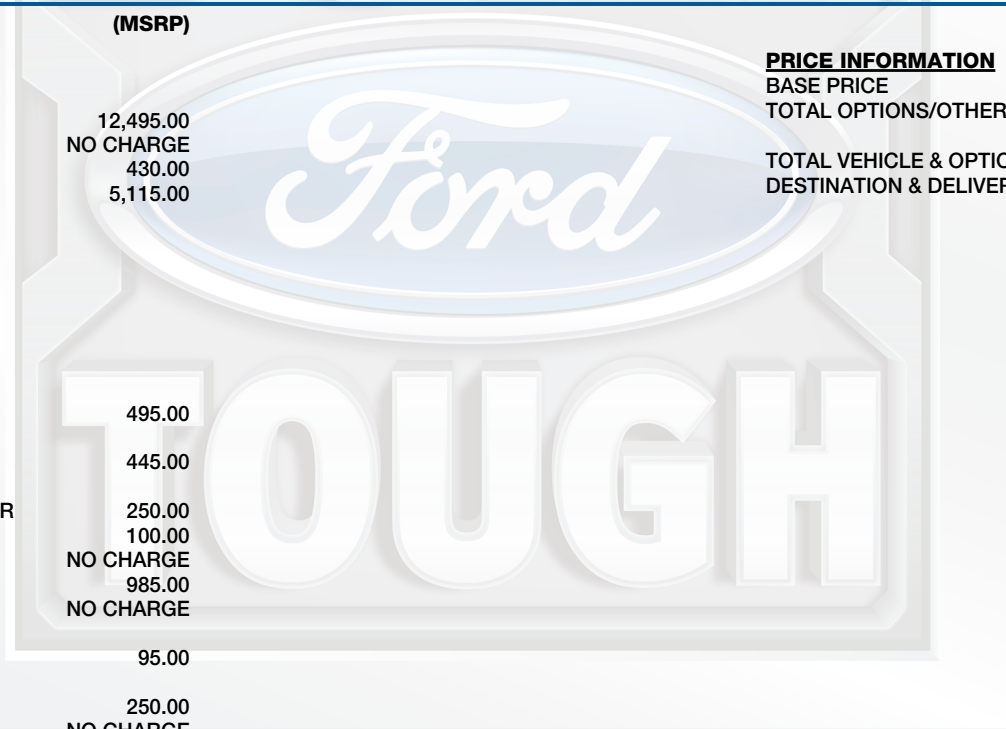 (MSRP)
12,495.00
NO CHARGE
430.00
5,115.00
495.00
445.00
R 250.00
100.00
NO CHARGE
985.00
NO CHARGE
95.00
250.00
NO CHARGE
PRICE INFORMATION
BASE PRICE
TOTAL OPTIONS/OTHER
TOTAL VEHICLE & OPTIO
DESTINATION & DELIVER
Ford
TOUGH